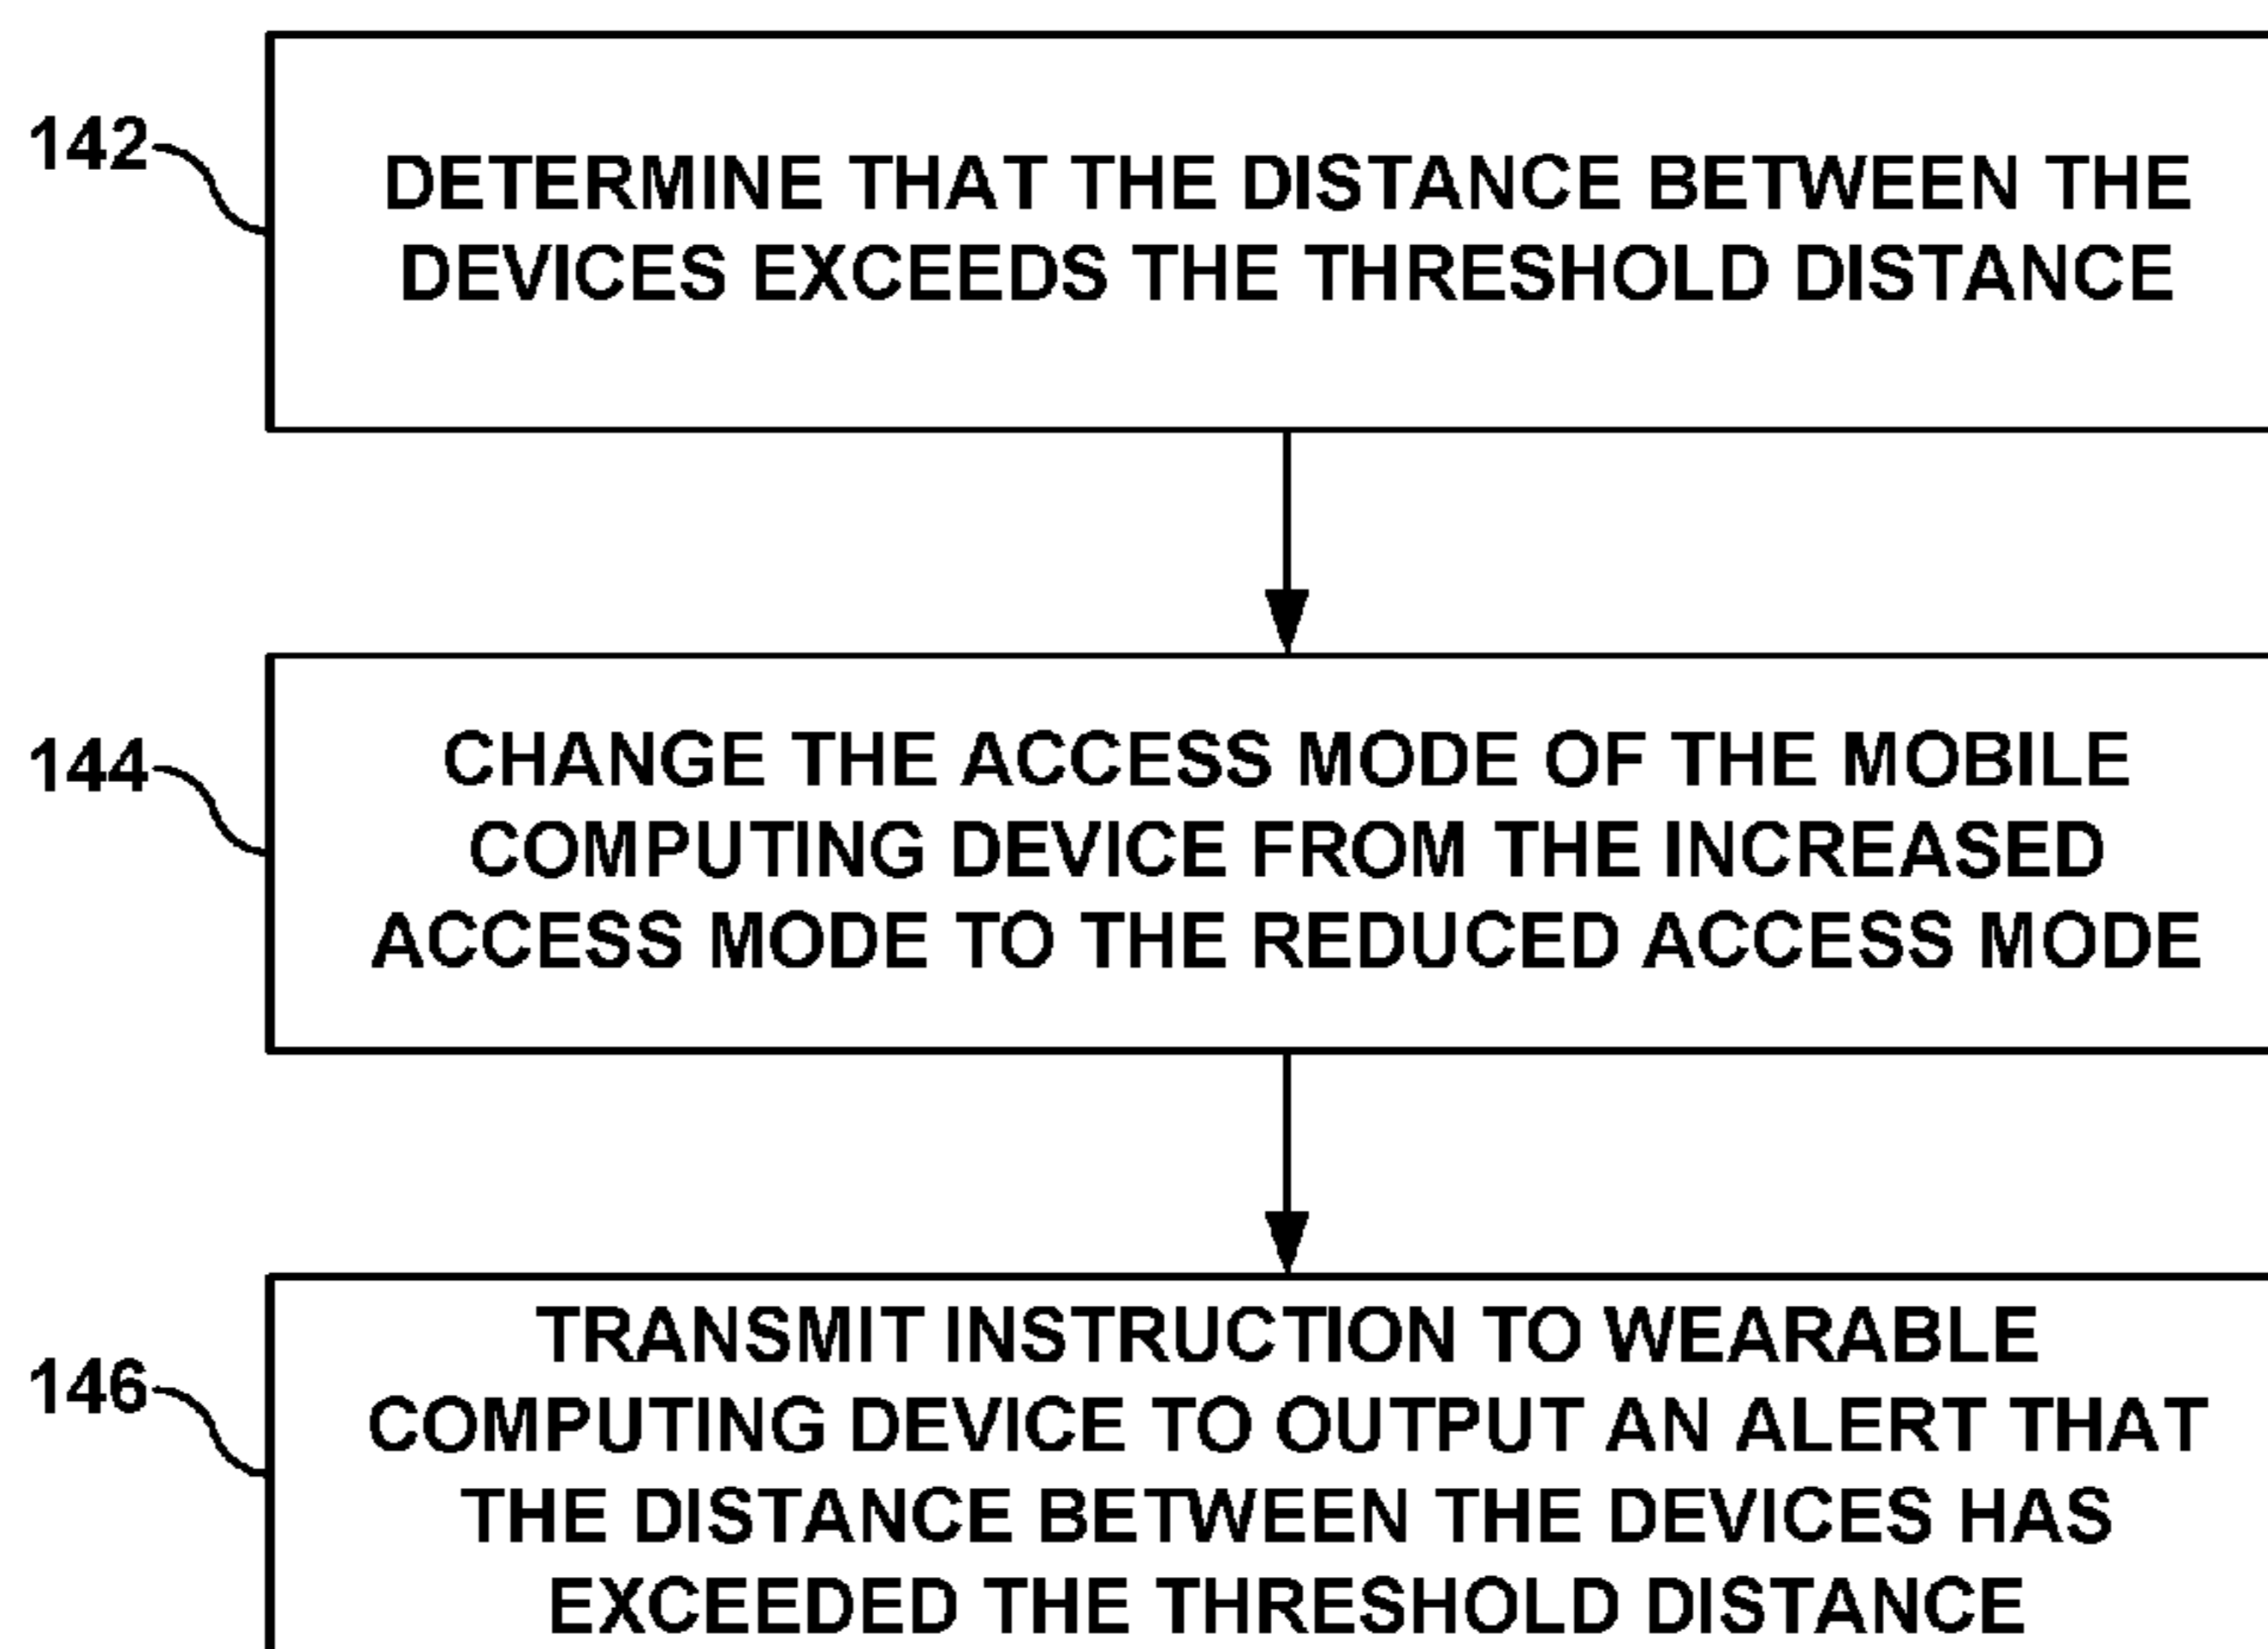 142
DETERMINE THAT THE DISTANCE BETWEEN THE
DEVICES EXCEEDS THE THRESHOLD DISTANCE
144
CHANGE THE ACCESS MODE OF THE MOBILE
COMPUTING DEVICE FROM THE INCREASED
ACCESS MODE TO THE REDUCED ACCESS MODE
146
TRANSMIT INSTRUCTION TO WEARABLE
COMPUTING DEVICE TO OUTPUT AN ALERT THAT
THE DISTANCE BETWEEN THE DEVICES HAS
EXCEEDED THE THRESHOLD DISTANCE